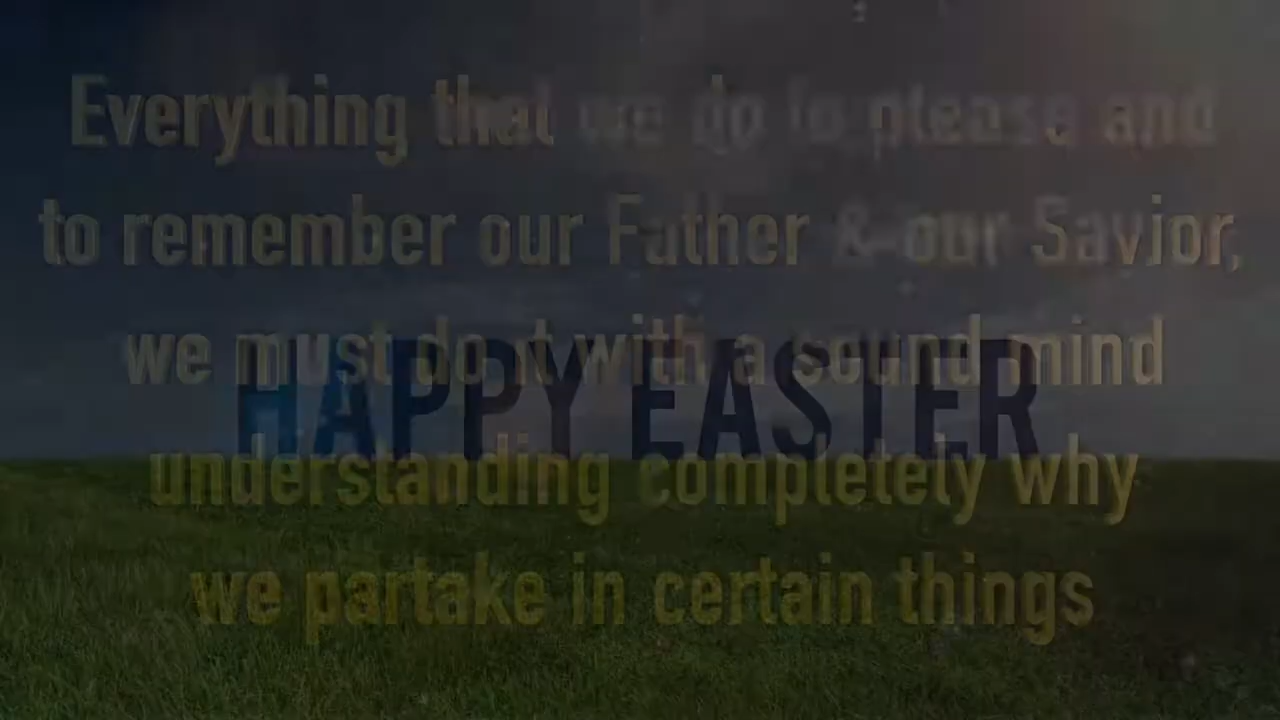 Everything that we do to please and
to remember our Father & our Savior,
we must do it with a sound mind
HAPPY EASTER
understanding completely why
we partake in certain things